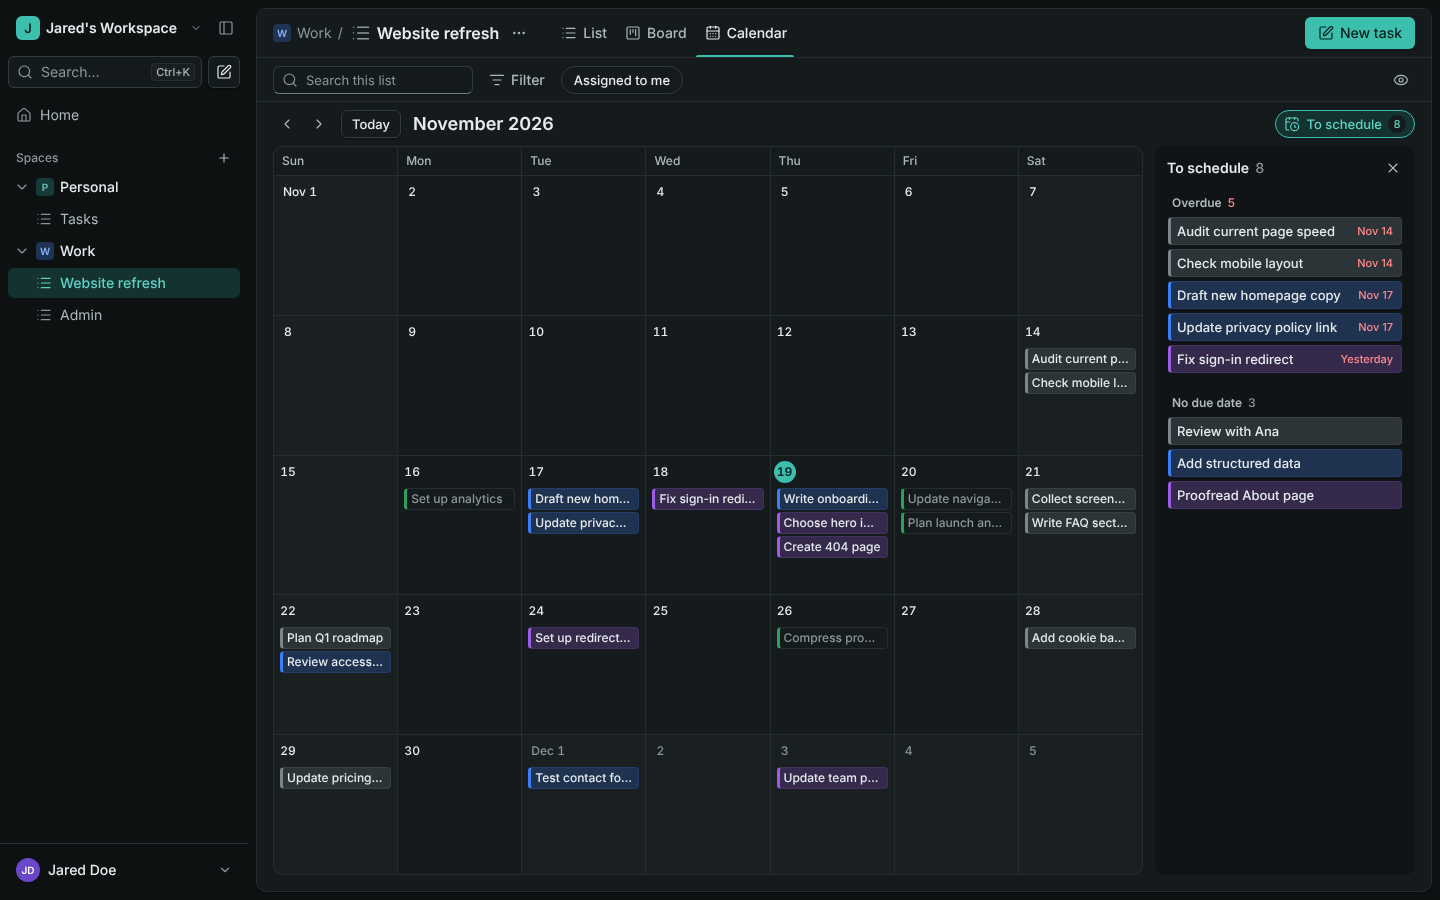 J Jared's Workspace
Search... Ctrl+K
Home
Spaces
P Personal
Tasks
W Work
Website refresh
Admin
JD Jared Doe
W Work / Website refresh
List Board Calendar
New task
Search this list Filter Assigned to me
Today November 2026
To schedule 8
Sun Mon Tue Wed Thu Fri Sat
Nov 1 2 3 4 5 6 7
8 9 10 11 12 13 14
Audit current p...
Check mobile l...
15 16 17 18 19 20 21
Set up analytics Draft new hom... Fix sign-in redi... Write onboardi... Update naviga... Collect screen...
Update privac... Choose hero i... Plan launch an... Write FAQ sect...
Create 404 page
22 23 24 25 26 27 28
Plan Q1 roadmap Set up redirect... Compress pro... Add cookie ba...
Review access...
29 30 Dec 1 2 3 4 5
Update pricing... Test contact fo... Update team p...
To schedule 8
Overdue 5
Audit current page speed Nov 14
Check mobile layout Nov 14
Draft new homepage copy Nov 17
Update privacy policy link Nov 17
Fix sign-in redirect Yesterday
No due date 3
Review with Ana
Add structured data
Proofread About page